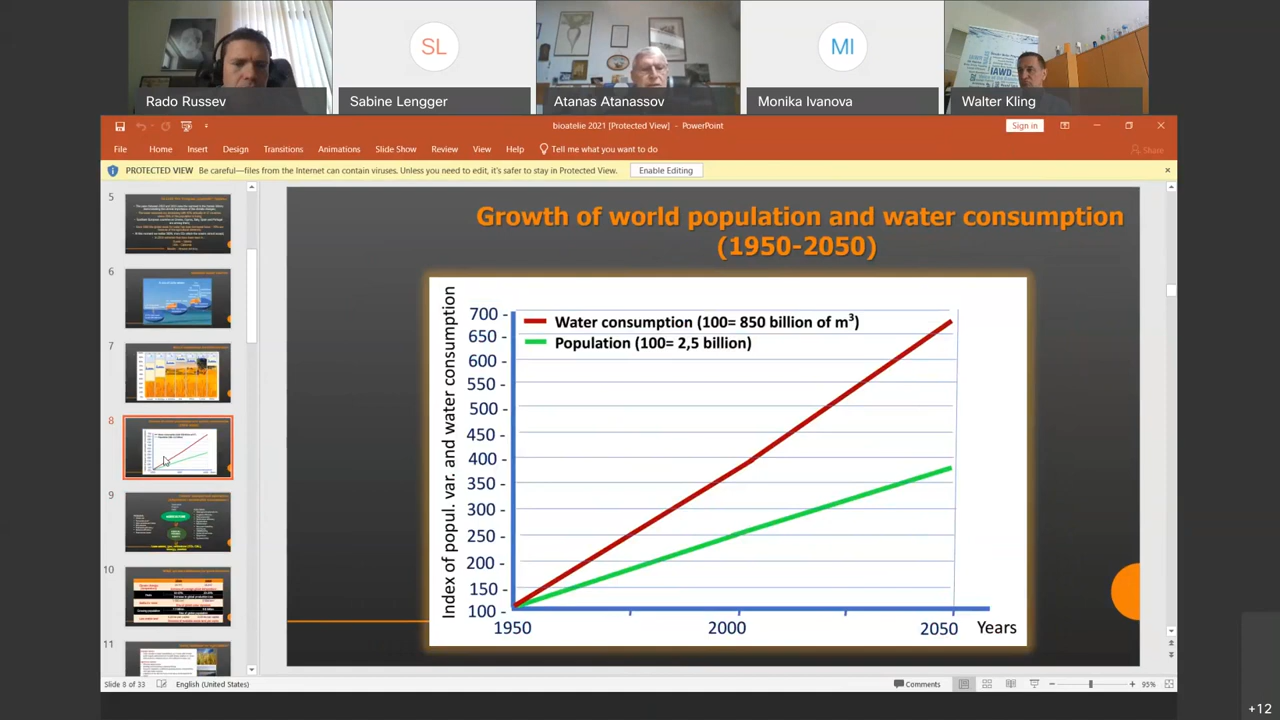 SL
MI
IAWD
Rado Russev
Sabine Lengger
Atanas Atanassov
Monika Ivanova
Walter Kling
bioatelie 2021 [Protected View] - PowerPoint
Sign in
File Home Insert Design Transitions Animations Slide Show Review View Help Tell me what you want to do
Share
PROTECTED VIEW Be careful—files from the Internet can contain viruses. Unless you need to edit, it's safer to stay in Protected View.
Enable Editing
5
6
7
8
9
10
11
Growth of world population and water consumption
(1950-2050)
Index of popul. var. and water consumption
700 -
650 -
600 -
550 -
500 -
450 -
400 -
350 -
300 -
250 -
200 -
150 -
100 -
Water consumption (100= 850 billion of m³)
Population (100= 2,5 billion)
1950 2000 2050 Years
Slide 8 of 33
English (United States)
Comments
95%
+12